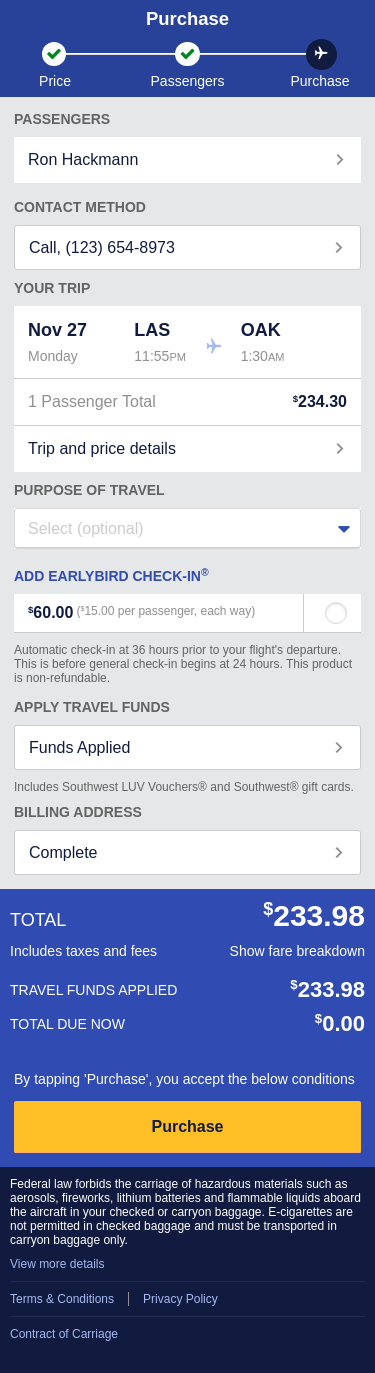 Purchase
Price
Passengers
Purchase
PASSENGERS
Ron Hackmann
CONTACT METHOD
Call, (123) 654-8973
YOUR TRIP
Nov 27 LAS OAK
Monday 11:55PM 1:30AM
1 Passenger Total $234.30
Trip and price details
PURPOSE OF TRAVEL
Select (optional)
ADD EARLYBIRD CHECK-IN®
$60.00 ($15.00 per passenger, each way)
Automatic check-in at 36 hours prior to your flight's departure.
This is before general check-in begins at 24 hours. This product
is non-refundable.
APPLY TRAVEL FUNDS
Funds Applied
Includes Southwest LUV Vouchers® and Southwest® gift cards.
BILLING ADDRESS
Complete
TOTAL $233.98
Includes taxes and fees Show fare breakdown
TRAVEL FUNDS APPLIED $233.98
TOTAL DUE NOW $0.00
By tapping 'Purchase', you accept the below conditions
Purchase
Federal law forbids the carriage of hazardous materials such as
aerosols, fireworks, lithium batteries and flammable liquids aboard
the aircraft in your checked or carryon baggage. E-cigarettes are
not permitted in checked baggage and must be transported in
carryon baggage only.
View more details
Terms & Conditions Privacy Policy
Contract of Carriage